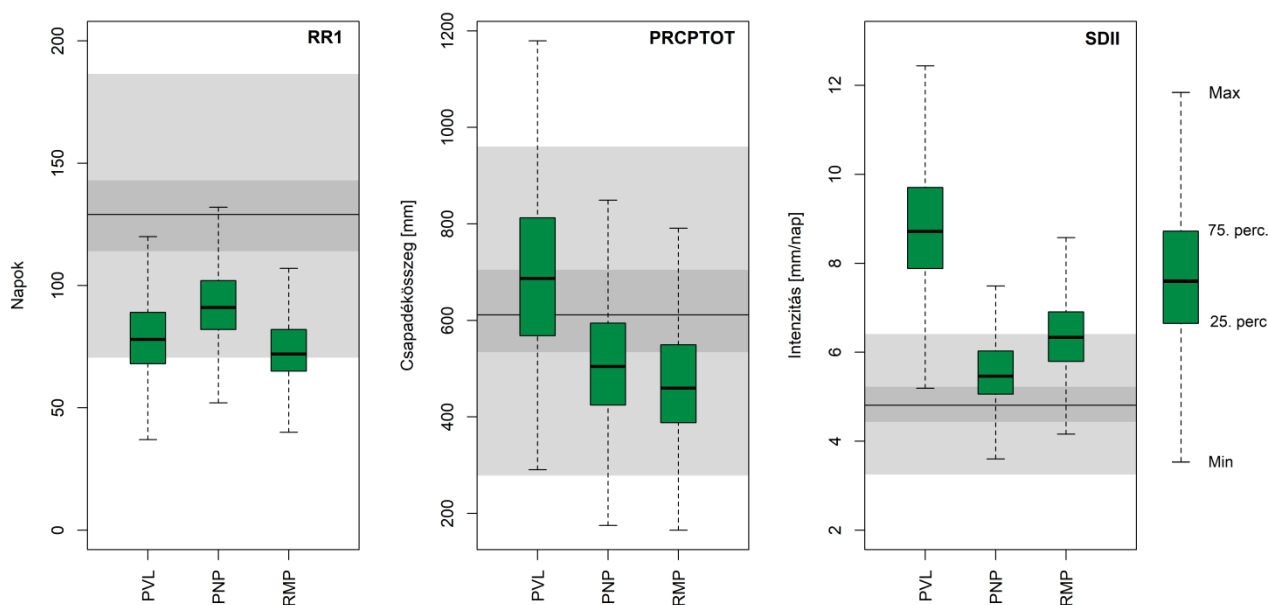 RR1
Napok
0
50
100
150
200
PVL
PNP
RMP
PRCPTOT
Csapadékösszeg [mm]
200
400
600
800
1000
1200
PVL
PNP
RMP
SDII
Intenzitás [mm/nap]
2
4
6
8
10
12
PVL
PNP
RMP
Max
75. perc.
25. perc
Min